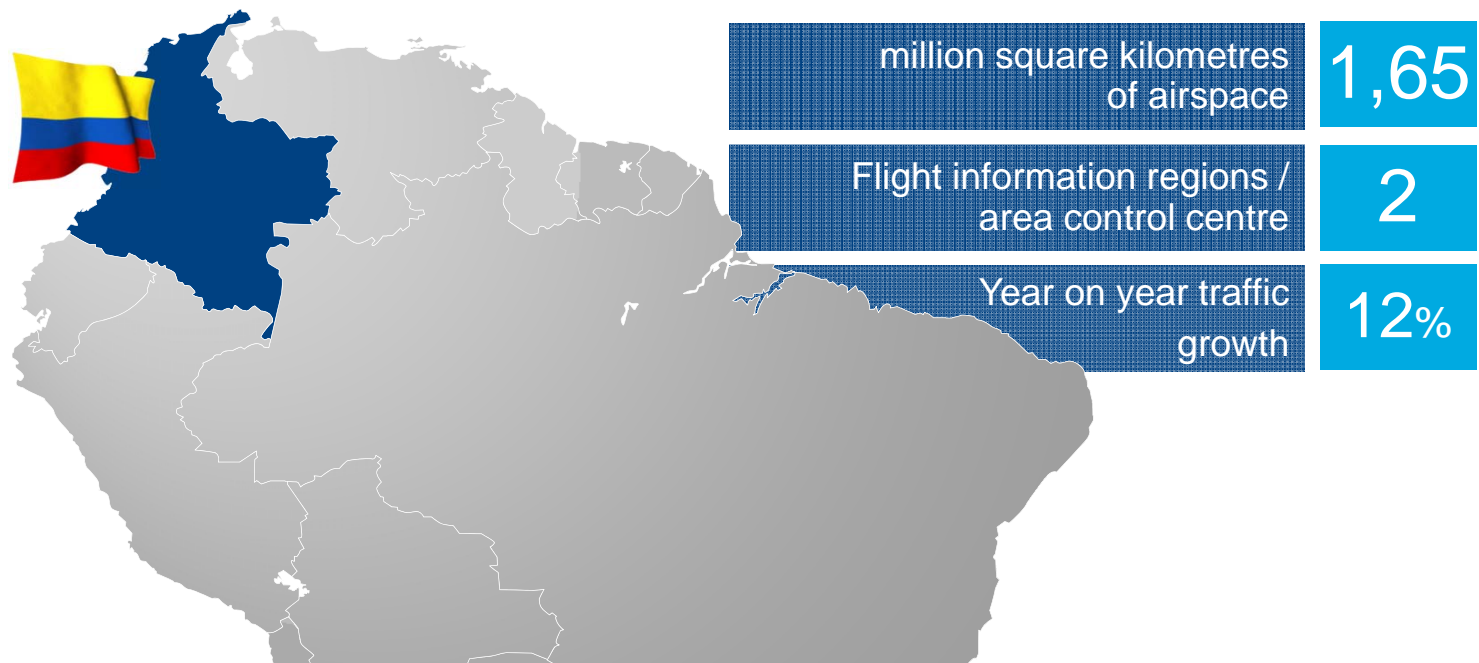 million square kilometres
of airspace
1,65
Flight information regions /
area control centre
2
Year on year traffic
growth
12%